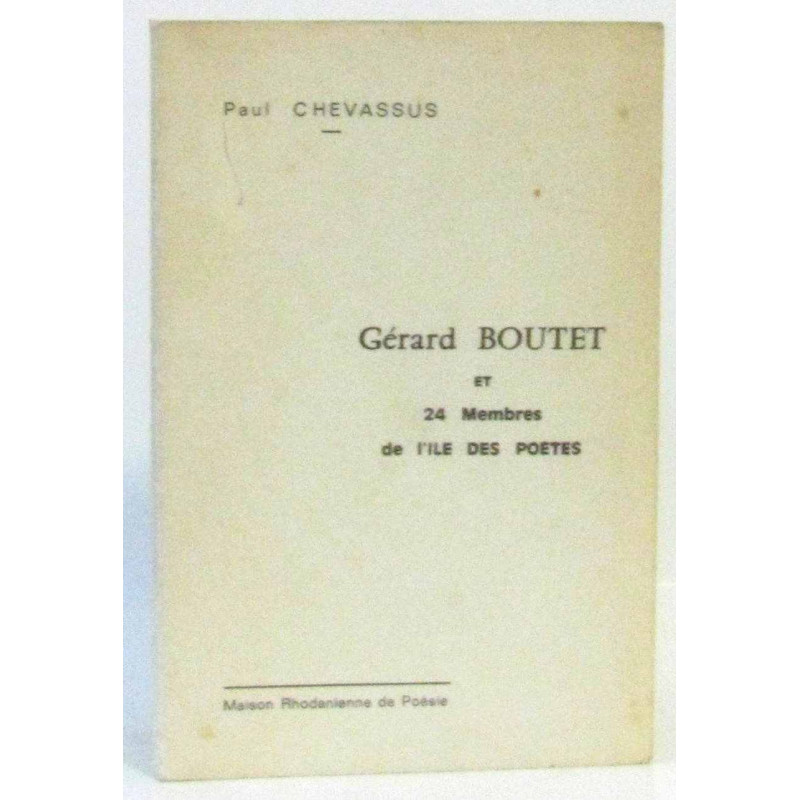 Paul CHEVASSUS
Gérard BOUTET
ET
24 Membres
de l'ILE DES POETES
Maison Rhodanienne de Poésie